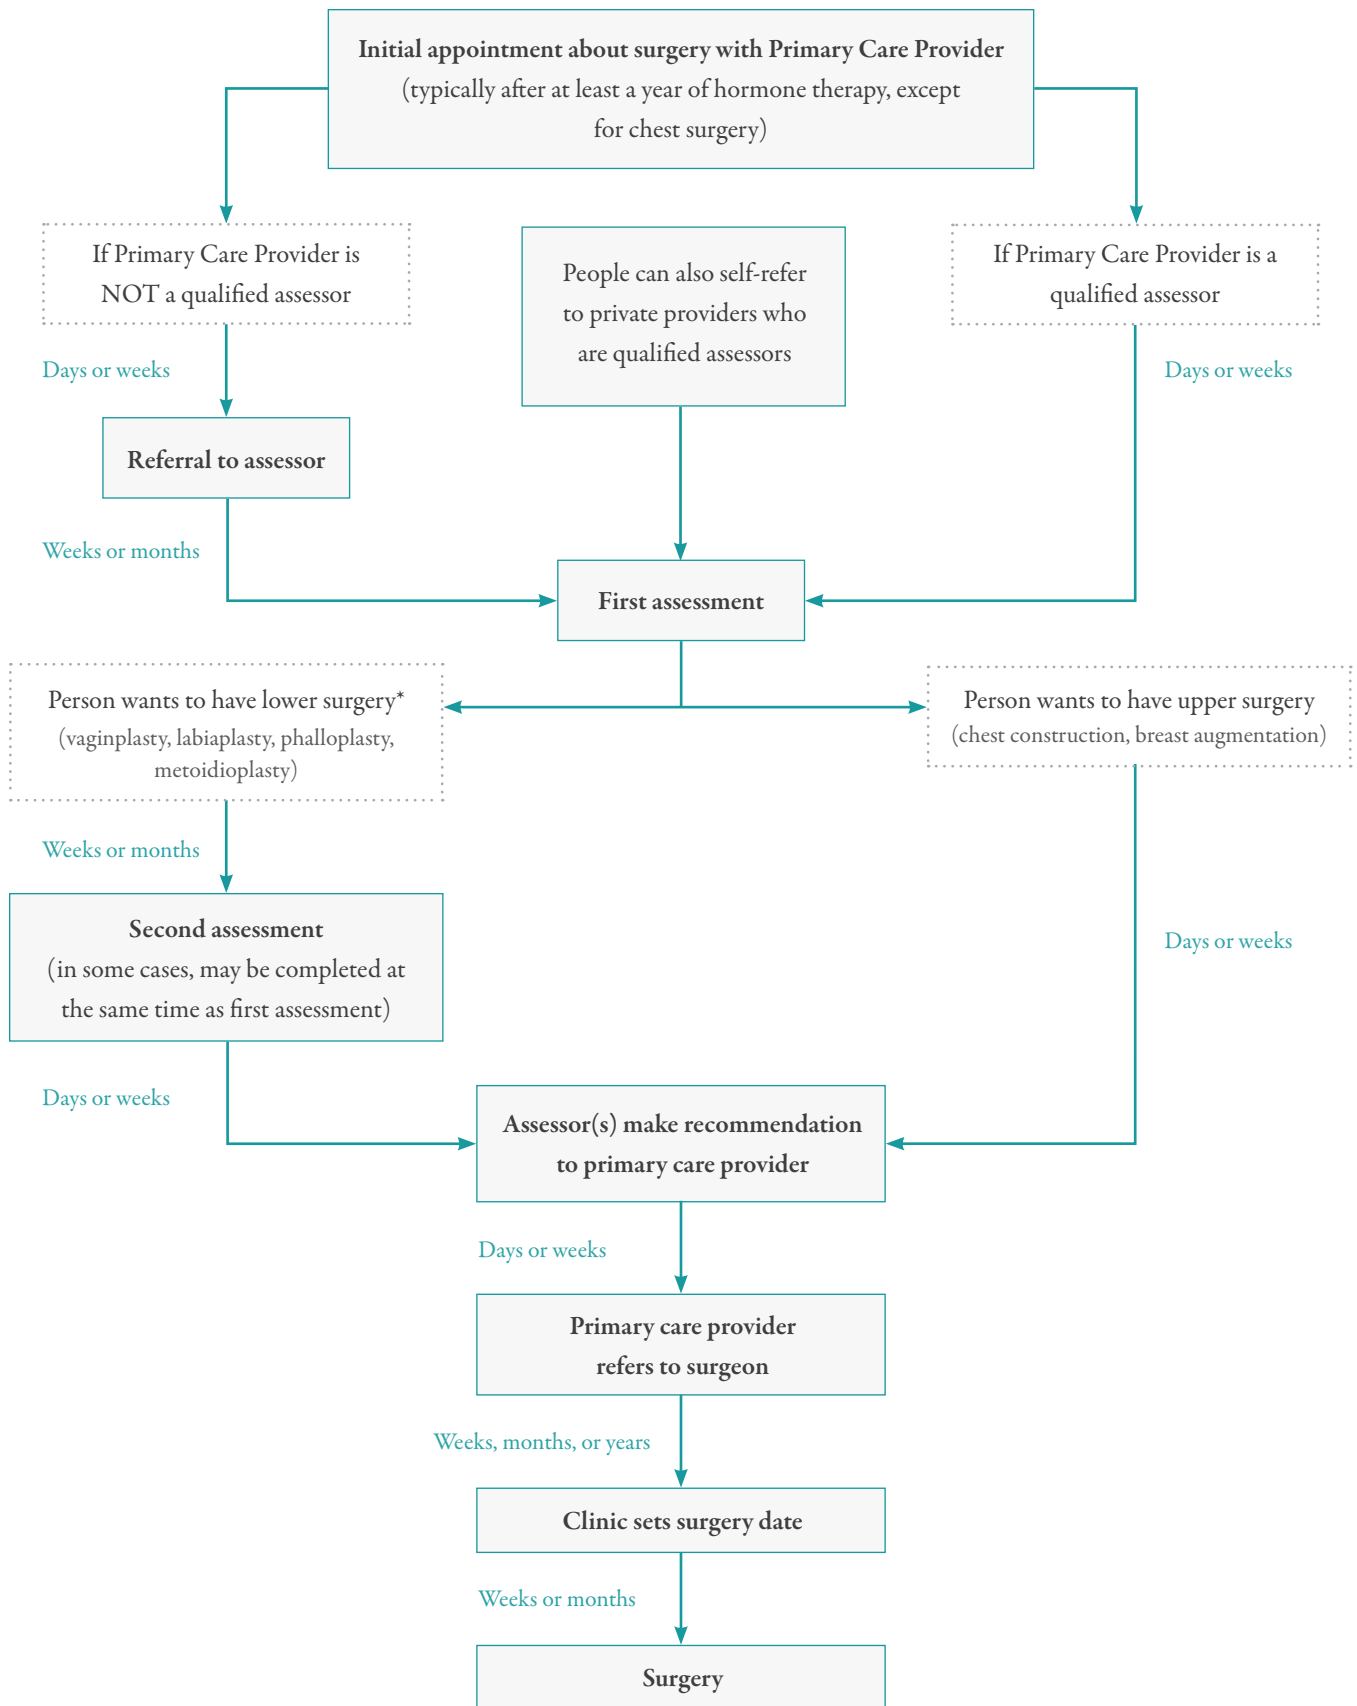 Initial appointment about surgery with Primary Care Provider
(typically after at least a year of hormone therapy, except
for chest surgery)
If Primary Care Provider is
NOT a qualified assessor
People can also self-refer
to private providers who
are qualified assessors
If Primary Care Provider is a
qualified assessor
Days or weeks
Days or weeks
Referral to assessor
Weeks or months
First assessment
Person wants to have lower surgery*
(vaginplasty, labiaplasty, phalloplasty,
metoidioplasty)
Person wants to have upper surgery
(chest construction, breast augmentation)
Weeks or months
Second assessment
(in some cases, may be completed at
the same time as first assessment)
Days or weeks
Days or weeks
Assessor(s) make recommendation
to primary care provider
Days or weeks
Primary care provider
refers to surgeon
Weeks, months, or years
Clinic sets surgery date
Weeks or months
Surgery